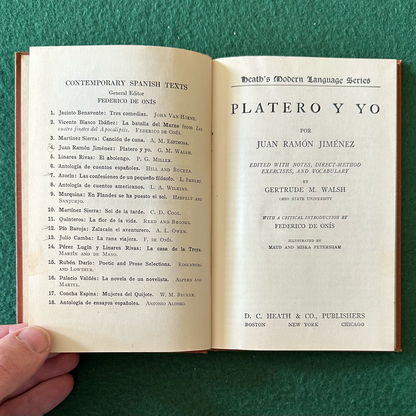 CONTEMPORARY SPANISH TEXTS
General Editor
FEDERICO DE ONÍS
1. Jacinto Benavente: Tres comedias. JOHN VAN HORNE.
2. Vicente Blasco Ibáñez: La batalla del Marne from Los
cuatro jinetes del Apocalipsis. FEDERICO DE ONÍS.
3. Martínez Sierra: Canción de cuna. A. M. ESPINOSA.
4. Juan Ramón Jiménez: Platero y yo. G. M. WALSH.
5. Linares Rivas: El abolengo. P. G. MILLER.
6. Antología de cuentos españoles. HILL AND BUCETA.
7. Azorín: Las confesiones de un pequeño filósofo. L. IMBERT.
8. Antología de cuentos americanos. L. A. WILKINS.
9. Marquina: En Flandes se ha puesto el sol. HESPELT AND
SANJURJO.
10. Martínez Sierra: Sol de la tarde. C. D. COOL.
11. Quinteros: La flor de la vida. REED AND BROOKS.
12. Pío Baroja: Zalacaín el aventurero. A. L. OWEN.
13. Julio Camba: La rana viajera. F. DE ONÍS.
14. Pérez Lugín y Linares Rivas: La casa de la Troya.
MARTIN AND DE MAYO.
15. Rubén Darío: Poetic and Prose Selections. ROSENBERG
AND LOWTHER.
16. Palacio Valdés: La novela de un novelista. ALPERN
AND MARTEL.
17. Concha Espina: Mujeres del Quijote. W. M. BECKER.
18. Antología de ensayos españoles. ANTONIO ALONSO.
Heath's Modern Language Series
PLATERO Y YO
POR
JUAN RAMÓN JIMÉNEZ
EDITED WITH NOTES, DIRECT-METHOD
EXERCISES, AND VOCABULARY
BY
GERTRUDE M. WALSH
OHIO STATE UNIVERSITY
WITH A CRITICAL INTRODUCTION BY
FEDERICO DE ONÍS
ILLUSTRATED BY
MAUD AND MISKA PETERSHAM
D. C. HEATH & CO., PUBLISHERS
BOSTON NEW YORK CHICAGO